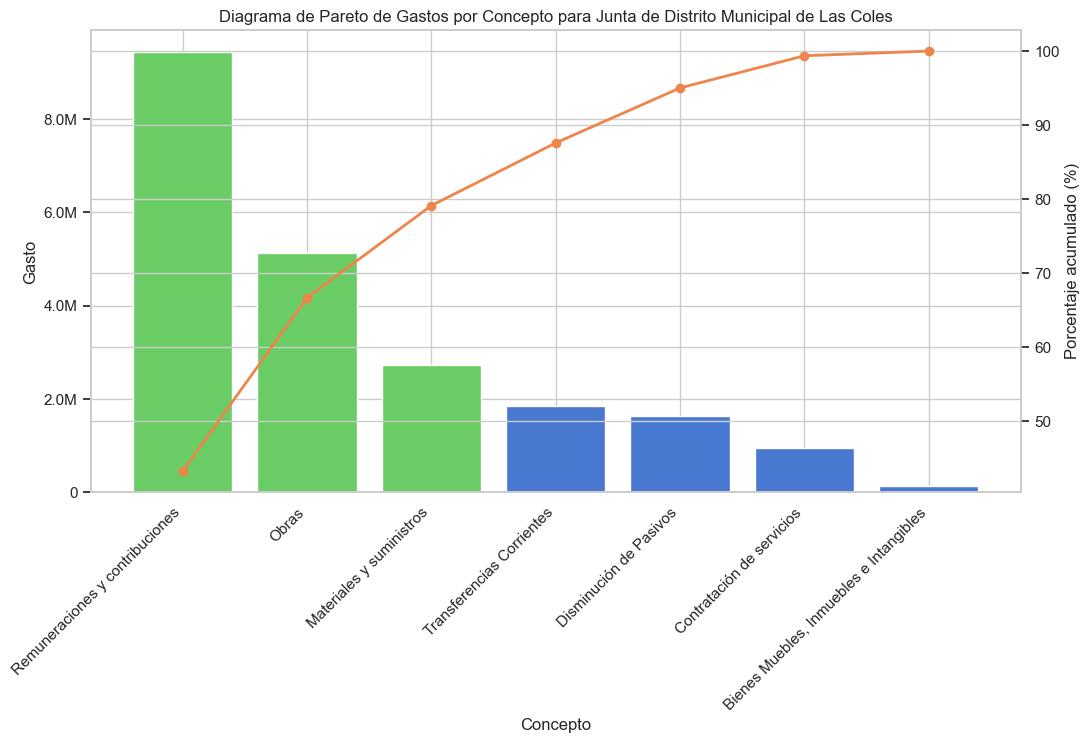 Diagrama de Pareto de Gastos por Concepto para Junta de Distrito Municipal de Las Coles
Gasto
8.0M
6.0M
4.0M
2.0M
0
100
90
80
70
60
50
Porcentaje acumulado (%)
Remuneraciones y contribuciones
Obras
Materiales y suministros
Transferencias Corrientes
Disminución de Pasivos
Contratación de servicios
Bienes Muebles, Inmuebles e Intangibles
Concepto